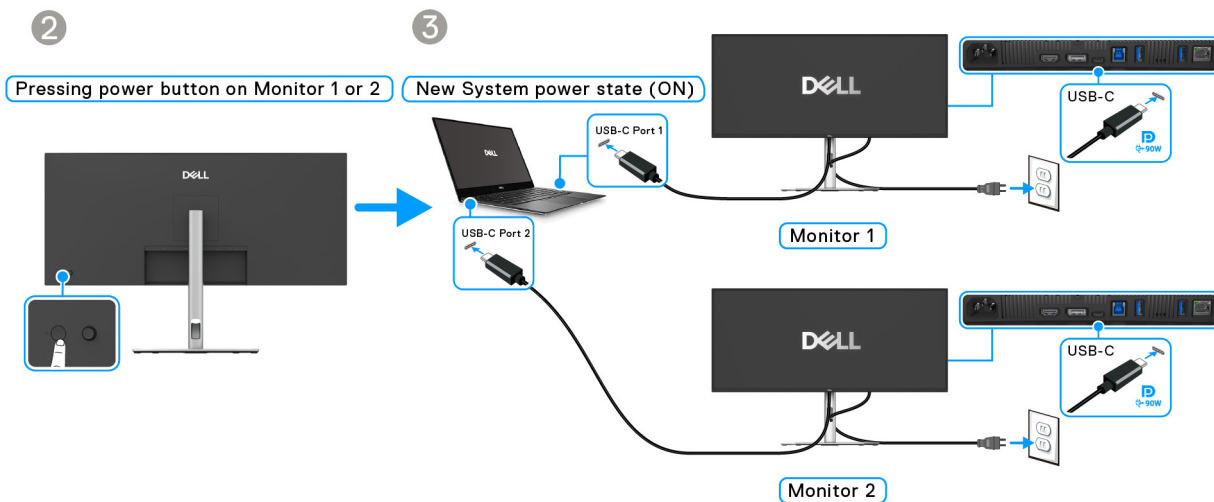 2
Pressing power button on Monitor 1 or 2
DELL
3
New System power state (ON)
DELL
USB-C Port 1
USB-C Port 2
DELL
USB-C
90W
Monitor 1
DELL
USB-C
90W
Monitor 2